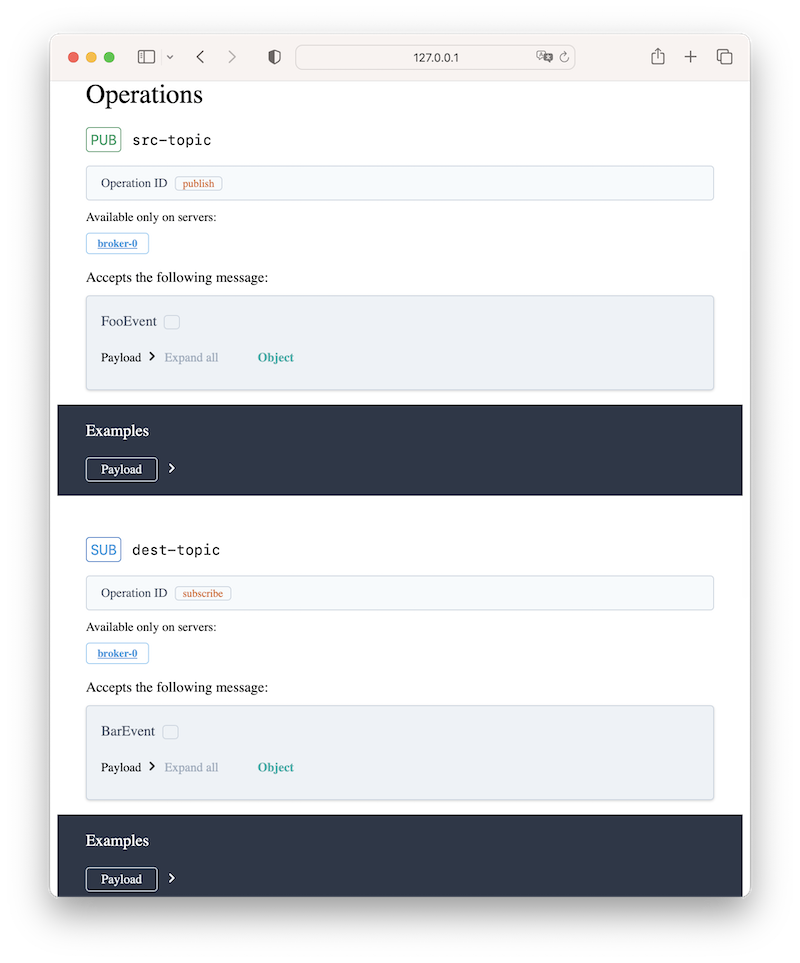 127.0.0.1
Operations
PUB src-topic
Operation ID publish
Available only on servers:
broker-0
Accepts the following message:
FooEvent
Payload Expand all Object
Examples
Payload
SUB dest-topic
Operation ID subscribe
Available only on servers:
broker-0
Accepts the following message:
BarEvent
Payload Expand all Object
Examples
Payload